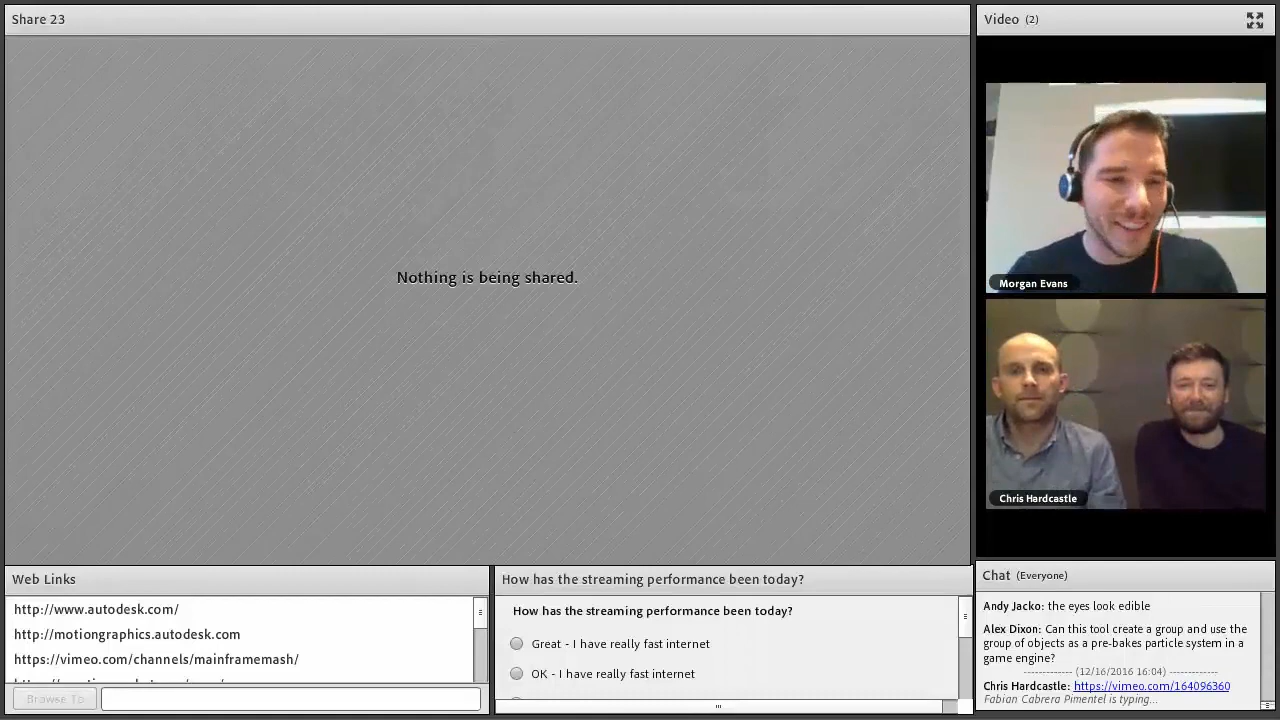 Share 23
Video (2)
Nothing is being shared.
Morgan Evans
Chris Hardcastle
Web Links
http://www.autodesk.com/
http://motiongraphics.autodesk.com
https://vimeo.com/channels/mainframemash/
Browse To
How has the streaming performance been today?
How has the streaming performance been today?
Great - I have really fast internet
OK - I have really fast internet
Chat (Everyone)
Andy Jacko: the eyes look edible
Alex Dixon: Can this tool create a group and use the
group of objects as a pre-bakes particle system in a
game engine?
------------- (12/16/2016 16:04) -------------
Chris Hardcastle: https://vimeo.com/164096360
Fabian Cabrera Pimentel is typing...